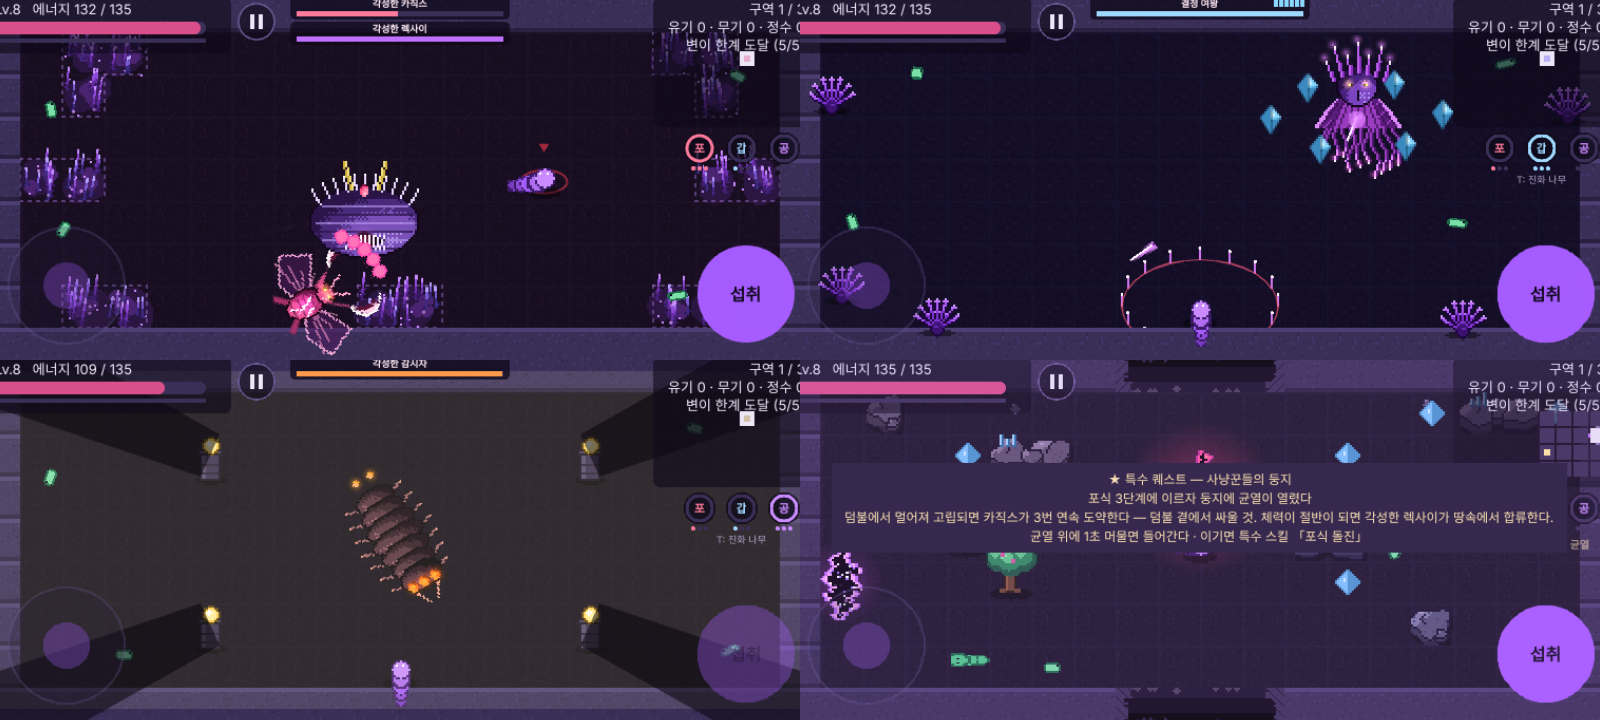 Lv.8 에너지 132 / 135
각성한 카직스
각성한 렉사이
구역 1 /
유기 0 · 무기 0 · 정수 0
변이 한계 도달 (5/5
포 갑 공
섭취
Lv.8 에너지 132 / 135
결정 여왕
구역 1 / 3
유기 0 · 무기 0 · 정수 0
변이 한계 도달 (5/5
포 갑 공
T: 진화 나무
섭취
Lv.8 에너지 109 / 135
각성한 감시자
구역 1 /
유기 0 · 무기 0 · 정수 0
변이 한계 도달 (5/5
포 갑 공
T: 진화 나무
섭취
Lv.8 에너지 135 / 135
구역 1 / 3
유기 0 · 무기 0 · 정수 0
변이 한계 도달 (5/5
★ 특수 퀘스트 — 사냥꾼들의 둥지
포식 3단계에 이르자 둥지에 균열이 열렸다
덤불에서 멀어져 고립되면 카직스가 3번 연속 도약한다 — 덤불 곁에서 싸울 것. 체력이 절반이 되면 각성한 렉사이가 땅속에서 합류한다.
균열 위에 1초 머물면 들어간다 · 이기면 특수 스킬 「포식 돌진」
공
균열
섭취